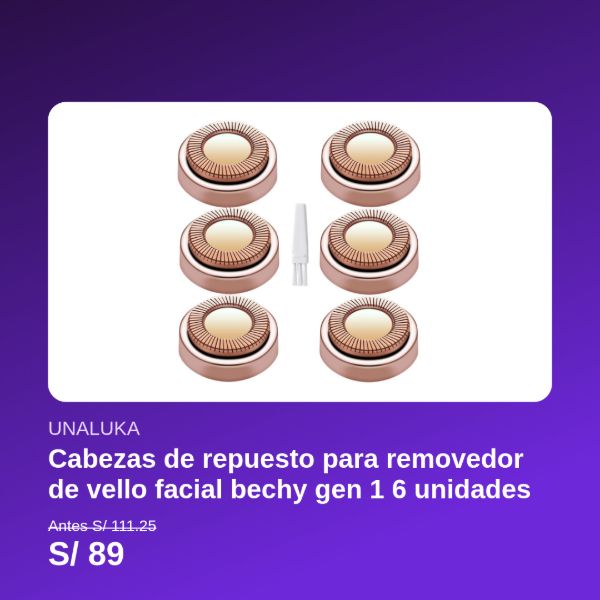 UNALUKA
Cabezas de repuesto para removedor
de vello facial bechy gen 1 6 unidades
Antes S/ 111.25
S/ 89